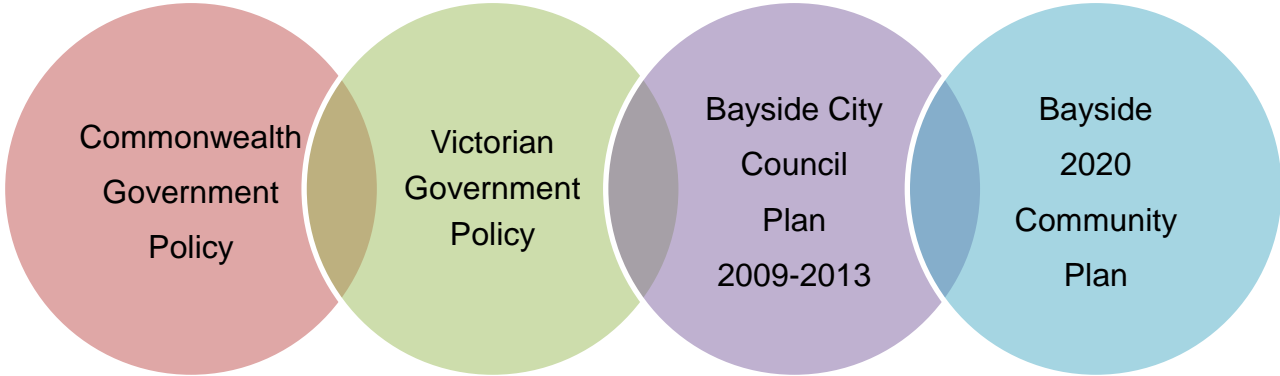 Commonwealth
Government
Policy
Victorian
Government
Policy
Bayside City
Council
Plan
2009-2013
Bayside
2020
Community
Plan